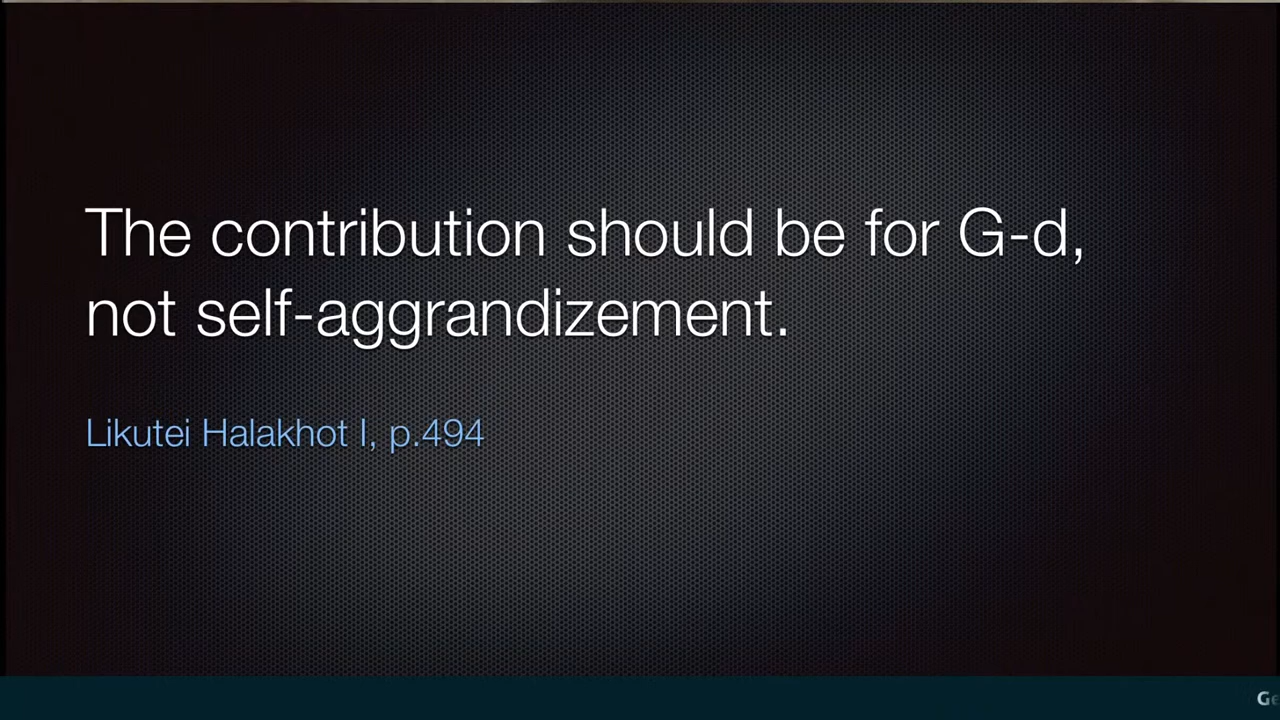 The contribution should be for G-d,
not self-aggrandizement.
Likutei Halakhot I, p.494